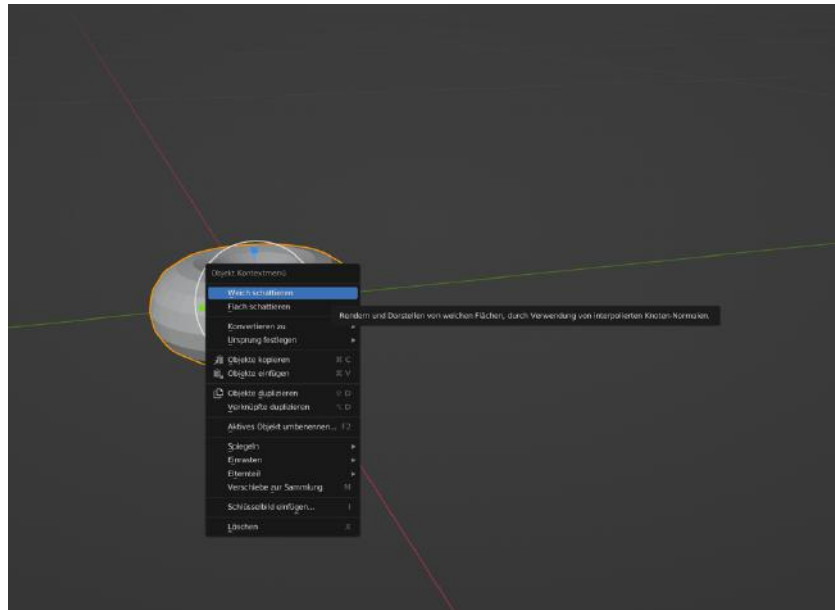 Objekt Kontextmenü
Weich schattieren
Flach schattieren
Rendern und Darstellen von weichen Flächen, durch Verwendung von interpolierten Knoten-Normalen.
Konvertieren zu
Ursprung festlegen
Objekte kopieren ⌘ C
Objekte einfügen ⌘ V
Objekte duplizieren ⇧ D
Verknüpfte duplizieren ⌥ D
Aktives Objekt umbenennen... F2
Spiegeln
Einrasten
Elternteil
Verschiebe zur Sammlung M
Schlüsselbild einfügen... I
Löschen X